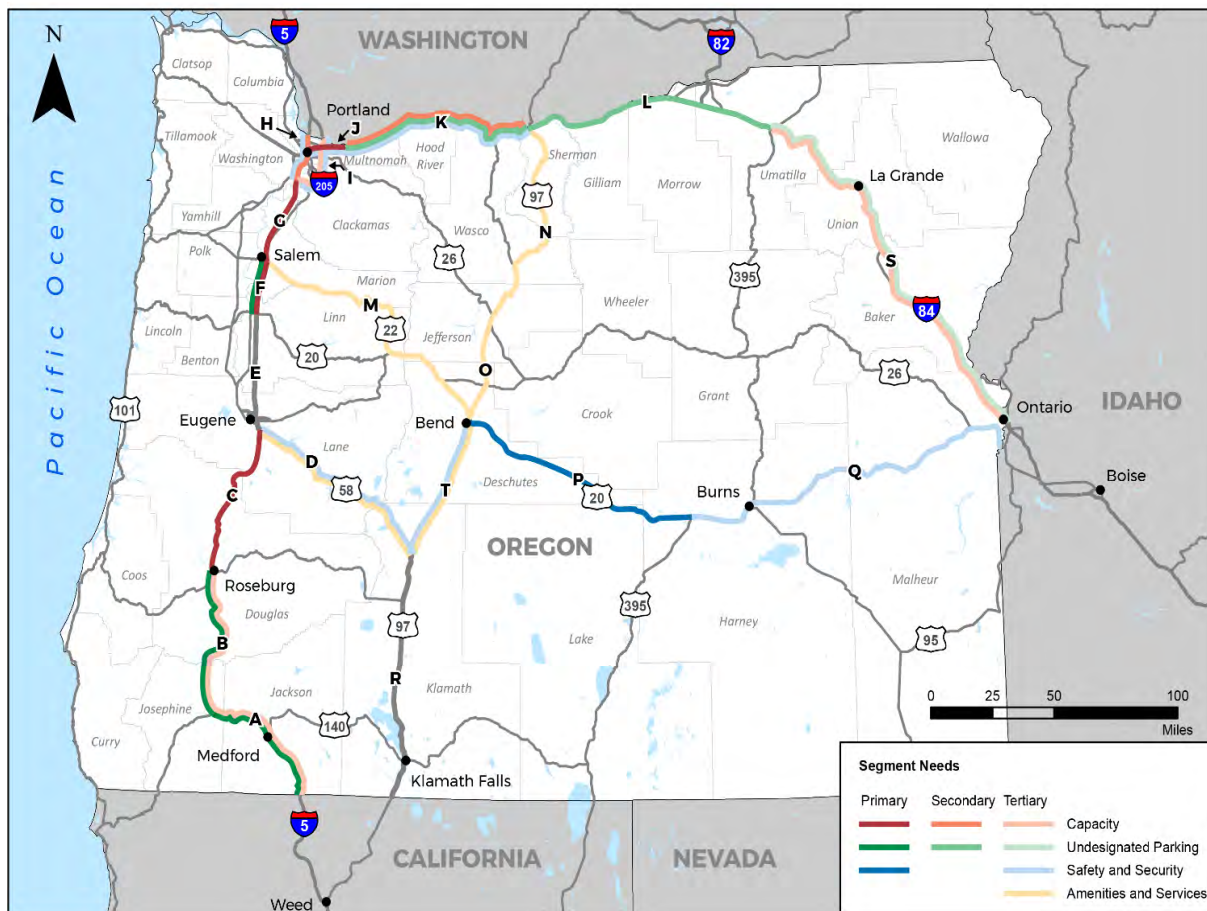 N
WASHINGTON
5
82
Clatsop
Columbia
Portland
H
J
K
L
Tillamook
Washington
Multnomah
Hood
River
Sherman
Gilliam
Morrow
Umatilla
Wallowa
205
I
La Grande
Yamhill
G
Clackamas
97
Union
Polk
Salem
Wasco
N
26
395
S
F
Marion
M
Wheeler
84
Lincoln
Linn
22
Jefferson
Baker
Benton
20
E
O
26
Grant
101
Eugene
Bend
Crook
Ontario
IDAHO
Lane
D
58
T
Deschutes
P
20
Burns
Q
Boise
C
OREGON
Coos
Roseburg
Douglas
Malheur
395
B
97
Lake
Harney
95
Jackson
R
Klamath
Josephine
A
140
Curry
Medford
Klamath Falls
Pacific Ocean
0 25 50 100
Miles
5
CALIFORNIA
NEVADA
Weed
Segment Needs
Primary Secondary Tertiary
Capacity
Undesignated Parking
Safety and Security
Amenities and Services